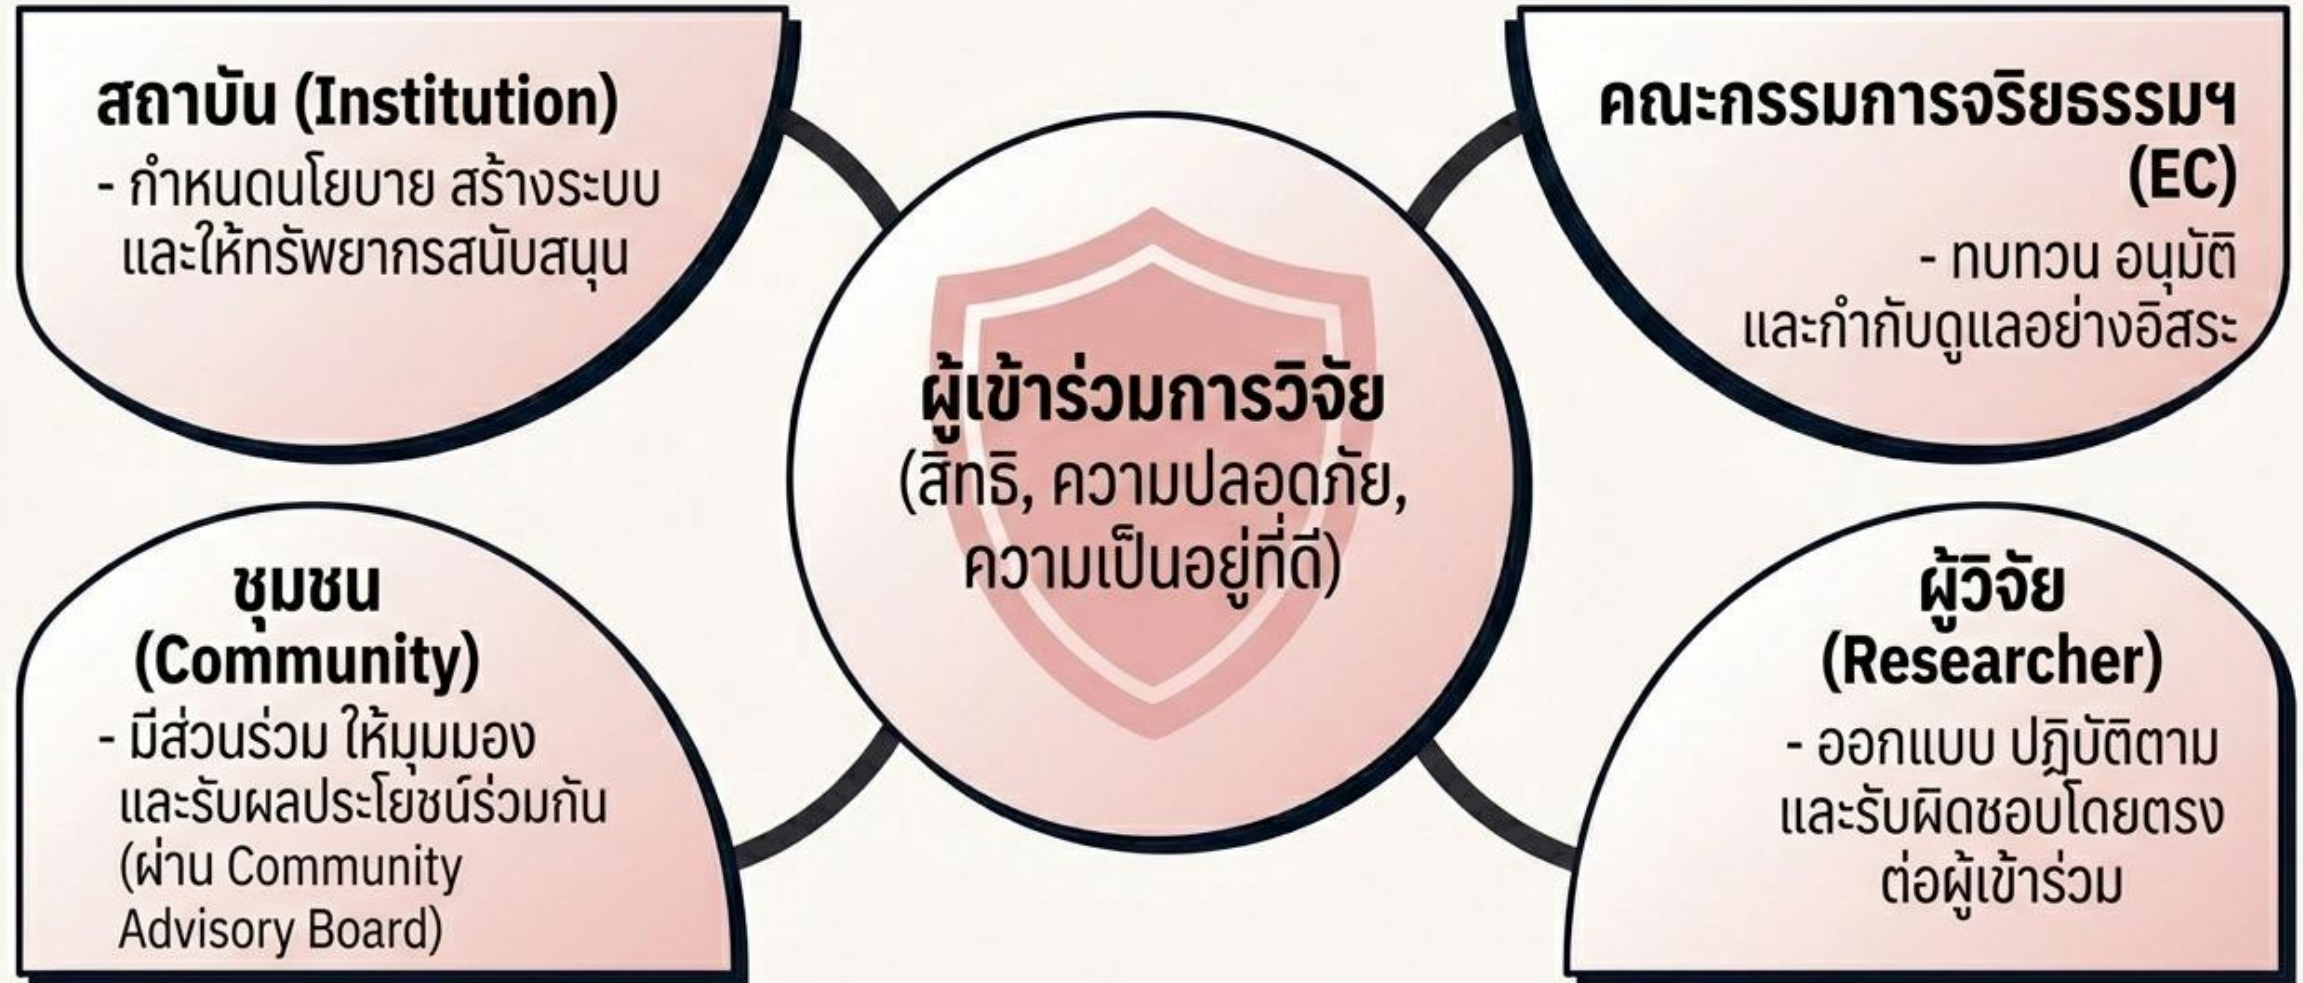 สถาบัน (Institution)
- กำหนดนโยบาย สร้างระบบ
และให้ทรัพยากรสนับสนุน
คณะกรรมการจริยธรรมฯ
(EC)
- ทบทวน อนุมัติ
และกำกับดูแลอย่างอิสระ
ผู้เข้าร่วมการวิจัย
(สิทธิ, ความปลอดภัย,
ความเป็นอยู่ที่ดี)
ชุมชน
(Community)
- มีส่วนร่วม ให้มุมมอง
และรับผลประโยชน์ร่วมกัน
(ผ่าน Community
Advisory Board)
ผู้วิจัย
(Researcher)
- ออกแบบ ปฏิบัติตาม
และรับผิดชอบโดยตรง
ต่อผู้เข้าร่วม